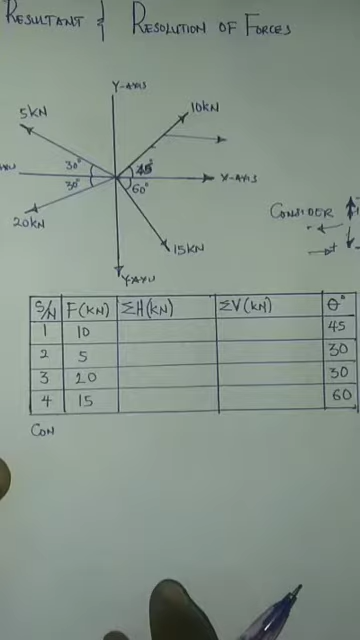 RESULTANT & RESOLUTION OF FORCES
Y-AXIS
10KN
5KN
30° 45°
X-AXIS
30° 60°
20KN
15KN
Y-AXIS
CONSIDER
- +
S/N F(KN) ΣH(KN) ΣV(KN) θ°
1 10 45
2 5 30
3 20 30
4 15 60
CON